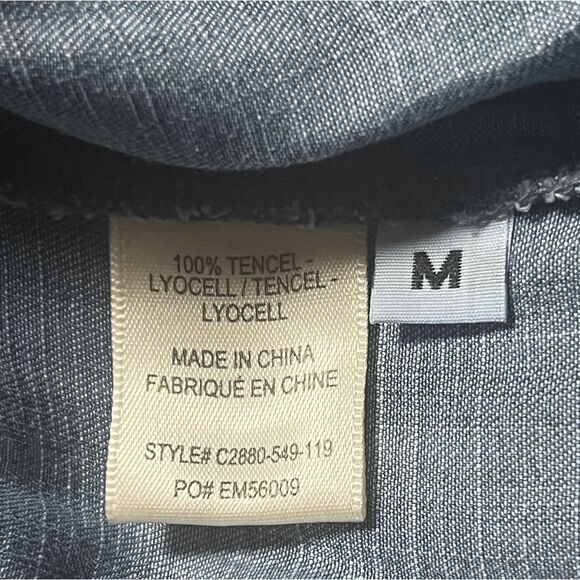 100% TENCEL -
LYOCELL / TENCEL -
LYOCELL
MADE IN CHINA
FABRIQUÉ EN CHINE
STYLE# C2880-549-119
PO# EM56009
M